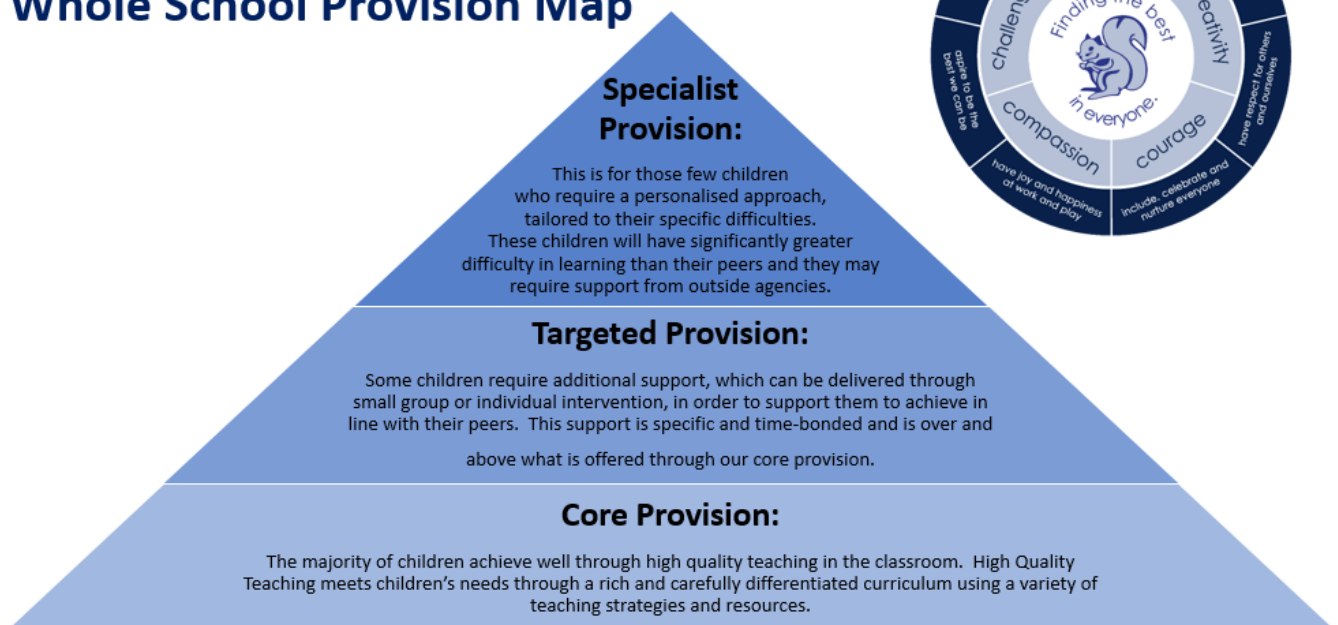 Whole School Provision Map
Specialist
Provision:
This is for those few children
who require a personalised approach,
tailored to their specific difficulties.
These children will have significantly greater
difficulty in learning than their peers and they may
require support from outside agencies.
Targeted Provision:
Some children require additional support, which can be delivered through
small group or individual intervention, in order to support them to achieve in
line with their peers.  This support is specific and time-bonded and is over and
above what is offered through our core provision.
Core Provision:
The majority of children achieve well through high quality teaching in the classroom.  High Quality
Teaching meets children's needs through a rich and carefully differentiated curriculum using a variety of
teaching strategies and resources.
Finding the best
in everyone.
compassion
courage
aspire to be the
best we can be
have joy and happiness
at work and play
include, celebrate and
nurture everyone
have respect for others
and ourselves